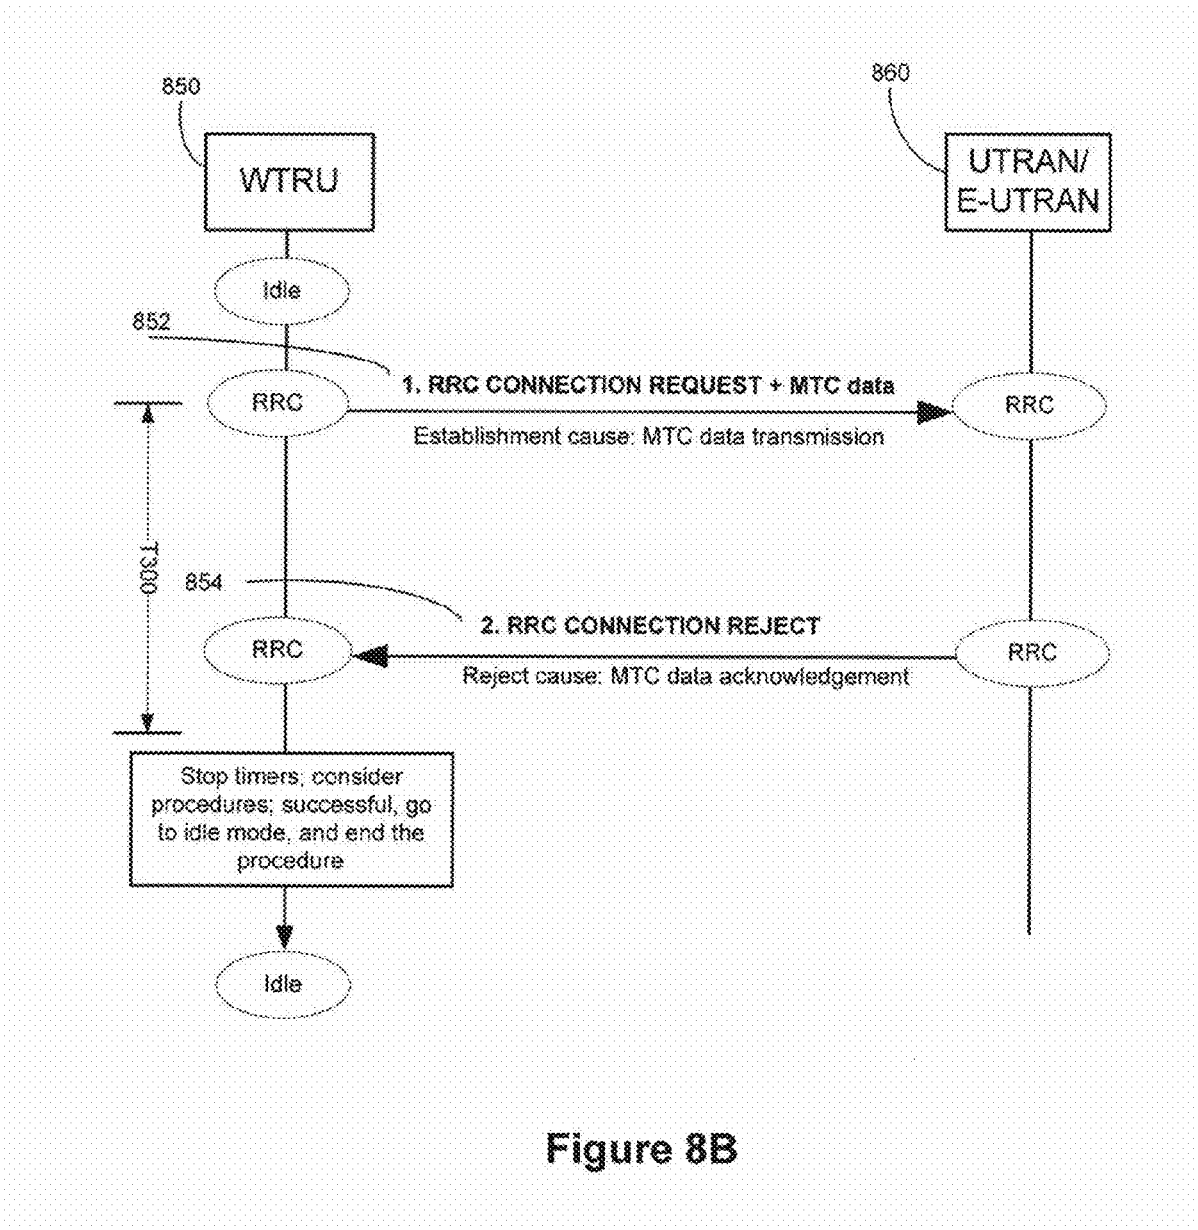 850
860
WTRU
UTRAN/
E-UTRAN
Idle
852
1. RRC CONNECTION REQUEST + MTC data
RRC
RRC
Establishment cause: MTC data transmission
T300
854
2. RRC CONNECTION REJECT
RRC
RRC
Reject cause: MTC data acknowledgement
Stop timers, consider
procedures; successful, go
to idle mode, and end the
procedure
Idle
Figure 8B